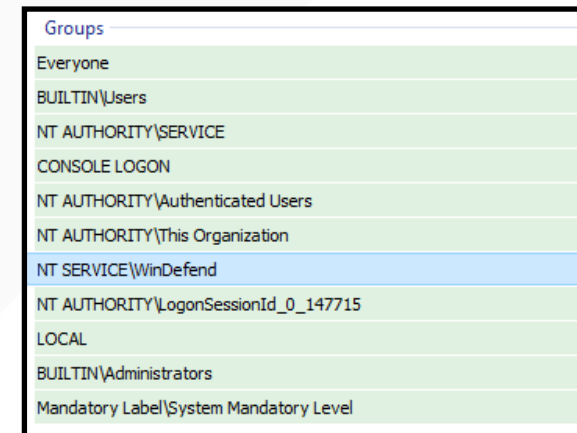 Groups
Everyone
BUILTIN\Users
NT AUTHORITY\SERVICE
CONSOLE LOGON
NT AUTHORITY\Authenticated Users
NT AUTHORITY\This Organization
NT SERVICE\WinDefend
NT AUTHORITY\LogonSessionId_0_147715
LOCAL
BUILTIN\Administrators
Mandatory Label\System Mandatory Level